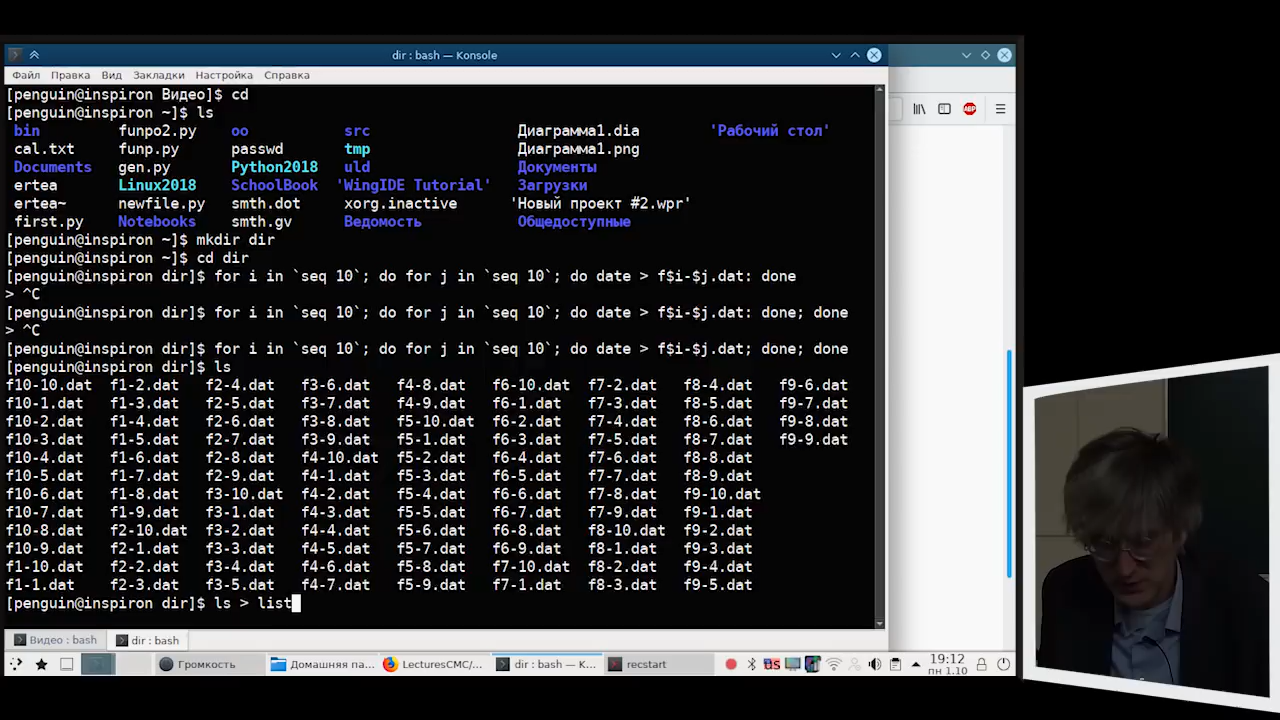 dir : bash — Konsole
Файл Правка Вид Закладки Настройка Справка
[penguin@inspiron Видео]$ cd
[penguin@inspiron ~]$ ls
bin funpo2.py oo src Диаграмма1.dia 'Рабочий стол'
cal.txt funp.py passwd tmp Диаграмма1.png
Documents gen.py Python2018 uld Документы
ertea Linux2018 SchoolBook 'WingIDE Tutorial' Загрузки
ertea~ newfile.py smth.dot xorg.inactive 'Новый проект #2.wpr'
first.py Notebooks smth.gv Ведомость Общедоступные
[penguin@inspiron ~]$ mkdir dir
[penguin@inspiron ~]$ cd dir
[penguin@inspiron dir]$ for i in `seq 10`; do for j in `seq 10`; do date > f$i-$j.dat: done
> ^C
[penguin@inspiron dir]$ for i in `seq 10`; do for j in `seq 10`; do date > f$i-$j.dat: done; done
> ^C
[penguin@inspiron dir]$ for i in `seq 10`; do for j in `seq 10`; do date > f$i-$j.dat; done; done
[penguin@inspiron dir]$ ls
f10-10.dat f1-2.dat f2-4.dat f3-6.dat f4-8.dat f6-10.dat f7-2.dat f8-4.dat f9-6.dat
f10-1.dat f1-3.dat f2-5.dat f3-7.dat f4-9.dat f6-1.dat f7-3.dat f8-5.dat f9-7.dat
f10-2.dat f1-4.dat f2-6.dat f3-8.dat f5-10.dat f6-2.dat f7-4.dat f8-6.dat f9-8.dat
f10-3.dat f1-5.dat f2-7.dat f3-9.dat f5-1.dat f6-3.dat f7-5.dat f8-7.dat f9-9.dat
f10-4.dat f1-6.dat f2-8.dat f4-10.dat f5-2.dat f6-4.dat f7-6.dat f8-8.dat
f10-5.dat f1-7.dat f2-9.dat f4-1.dat f5-3.dat f6-5.dat f7-7.dat f8-9.dat
f10-6.dat f1-8.dat f3-10.dat f4-2.dat f5-4.dat f6-6.dat f7-8.dat f9-10.dat
f10-7.dat f1-9.dat f3-1.dat f4-3.dat f5-5.dat f6-7.dat f7-9.dat f9-1.dat
f10-8.dat f2-10.dat f3-2.dat f4-4.dat f5-6.dat f6-8.dat f8-10.dat f9-2.dat
f10-9.dat f2-1.dat f3-3.dat f4-5.dat f5-7.dat f6-9.dat f8-1.dat f9-3.dat
f1-10.dat f2-2.dat f3-4.dat f4-6.dat f5-8.dat f7-10.dat f8-2.dat f9-4.dat
f1-1.dat f2-3.dat f3-5.dat f4-7.dat f5-9.dat f7-1.dat f8-3.dat f9-5.dat
[penguin@inspiron dir]$ ls > list
Видео : bash dir : bash
Громкость Домашняя па... LecturesCMC/... dir : bash — K... recstart US 19:12
пн 1.10
ABP